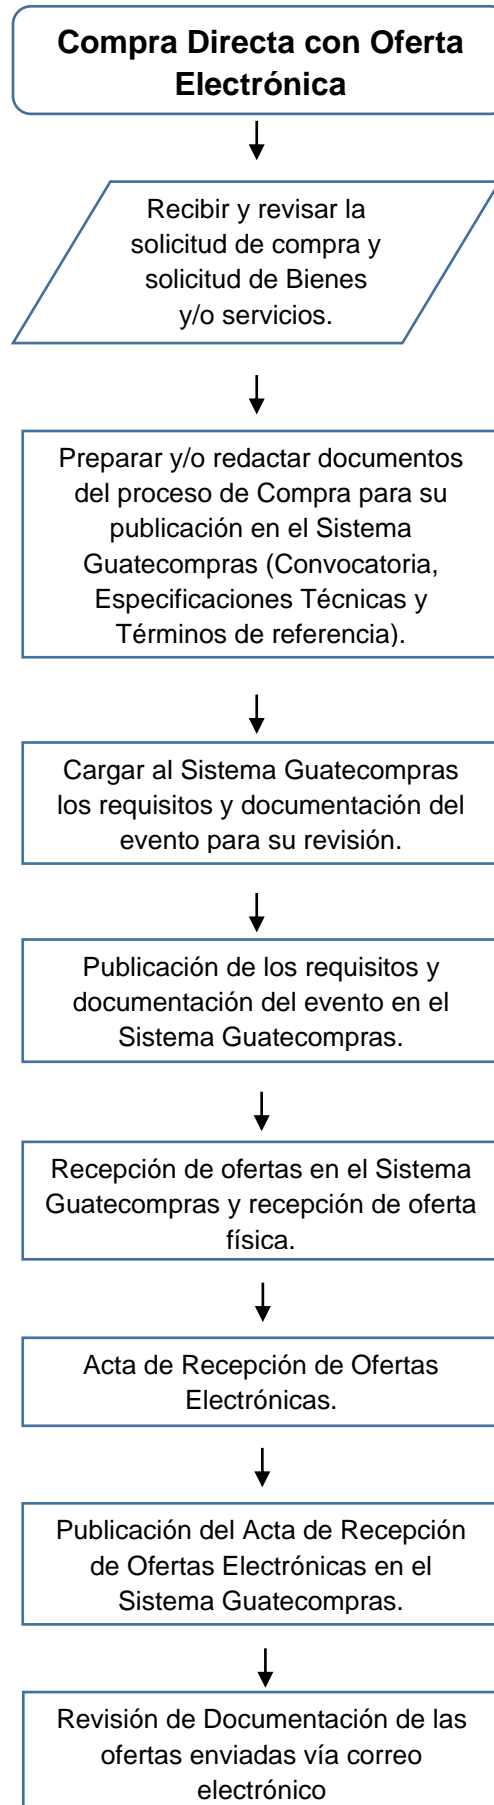 Compra Directa con Oferta
Electrónica
Recibir y revisar la
solicitud de compra y
solicitud de Bienes
y/o servicios.
Preparar y/o redactar documentos
del proceso de Compra para su
publicación en el Sistema
Guatecompras (Convocatoria,
Especificaciones Técnicas y
Términos de referencia).
Cargar al Sistema Guatecompras
los requisitos y documentación del
evento para su revisión.
Publicación de los requisitos y
documentación del evento en el
Sistema Guatecompras.
Recepción de ofertas en el Sistema
Guatecompras y recepción de oferta
física.
Acta de Recepción de Ofertas
Electrónicas.
Publicación del Acta de Recepción
de Ofertas Electrónicas en el
Sistema Guatecompras.
Revisión de Documentación de las
ofertas enviadas vía correo
electrónico